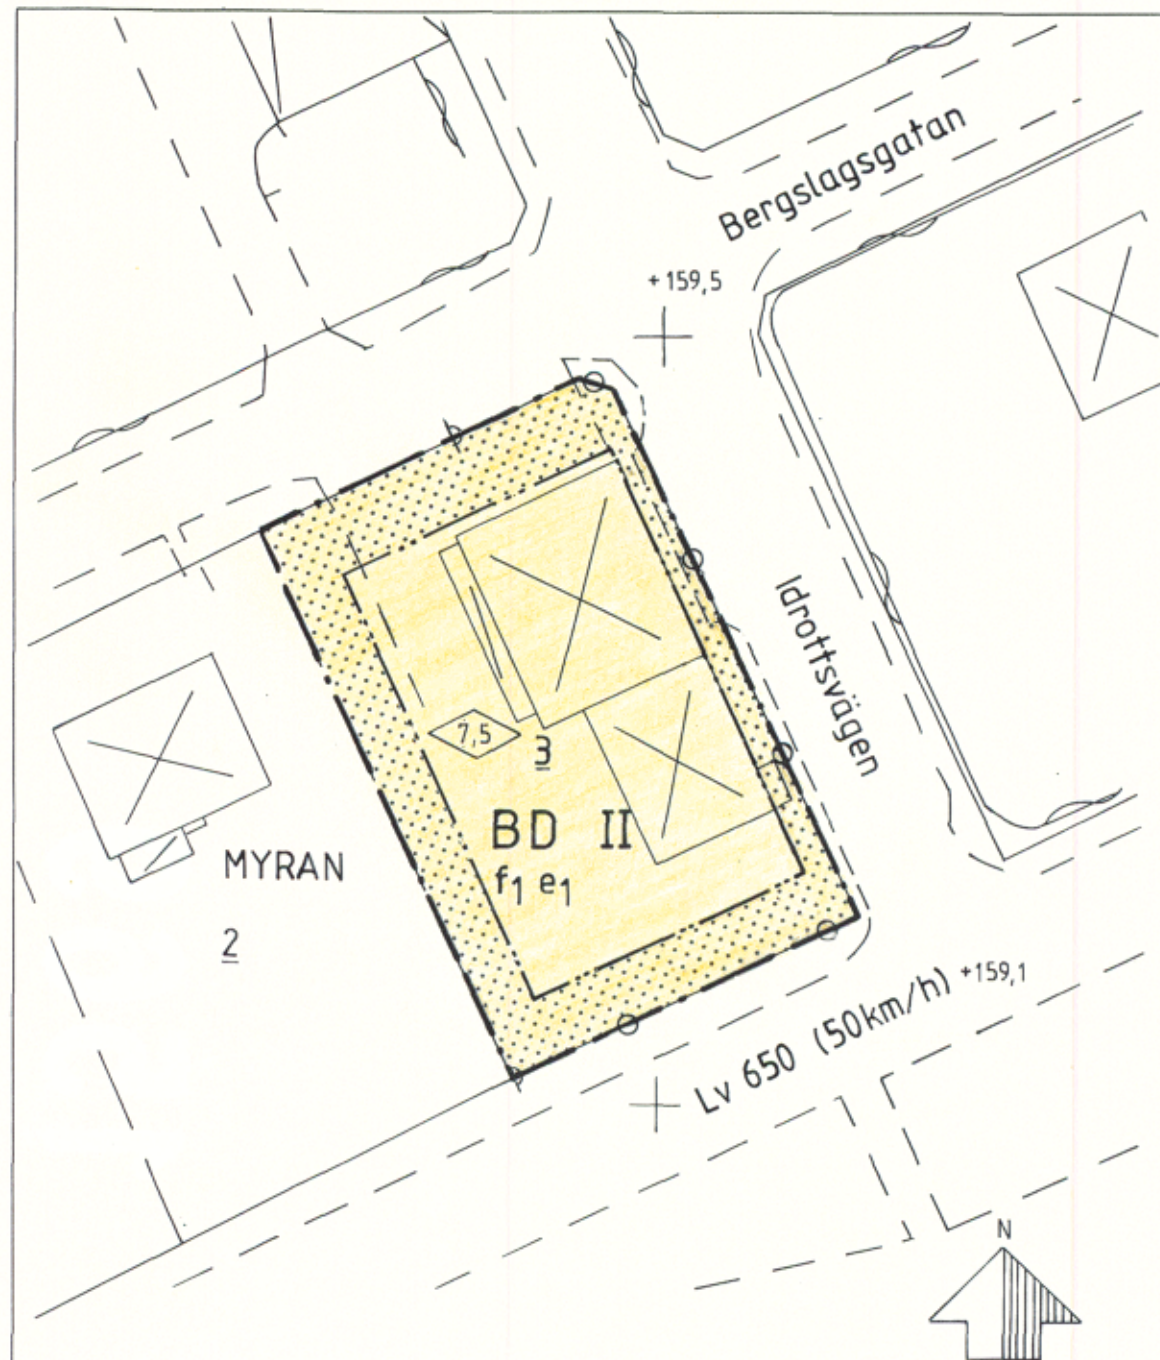 Bergslagsgatan
+159,5
Idrottsvägen
7,5
3
BD II
f1 e1
MYRAN
2
Lv 650 (50km/h)
+159,1
N